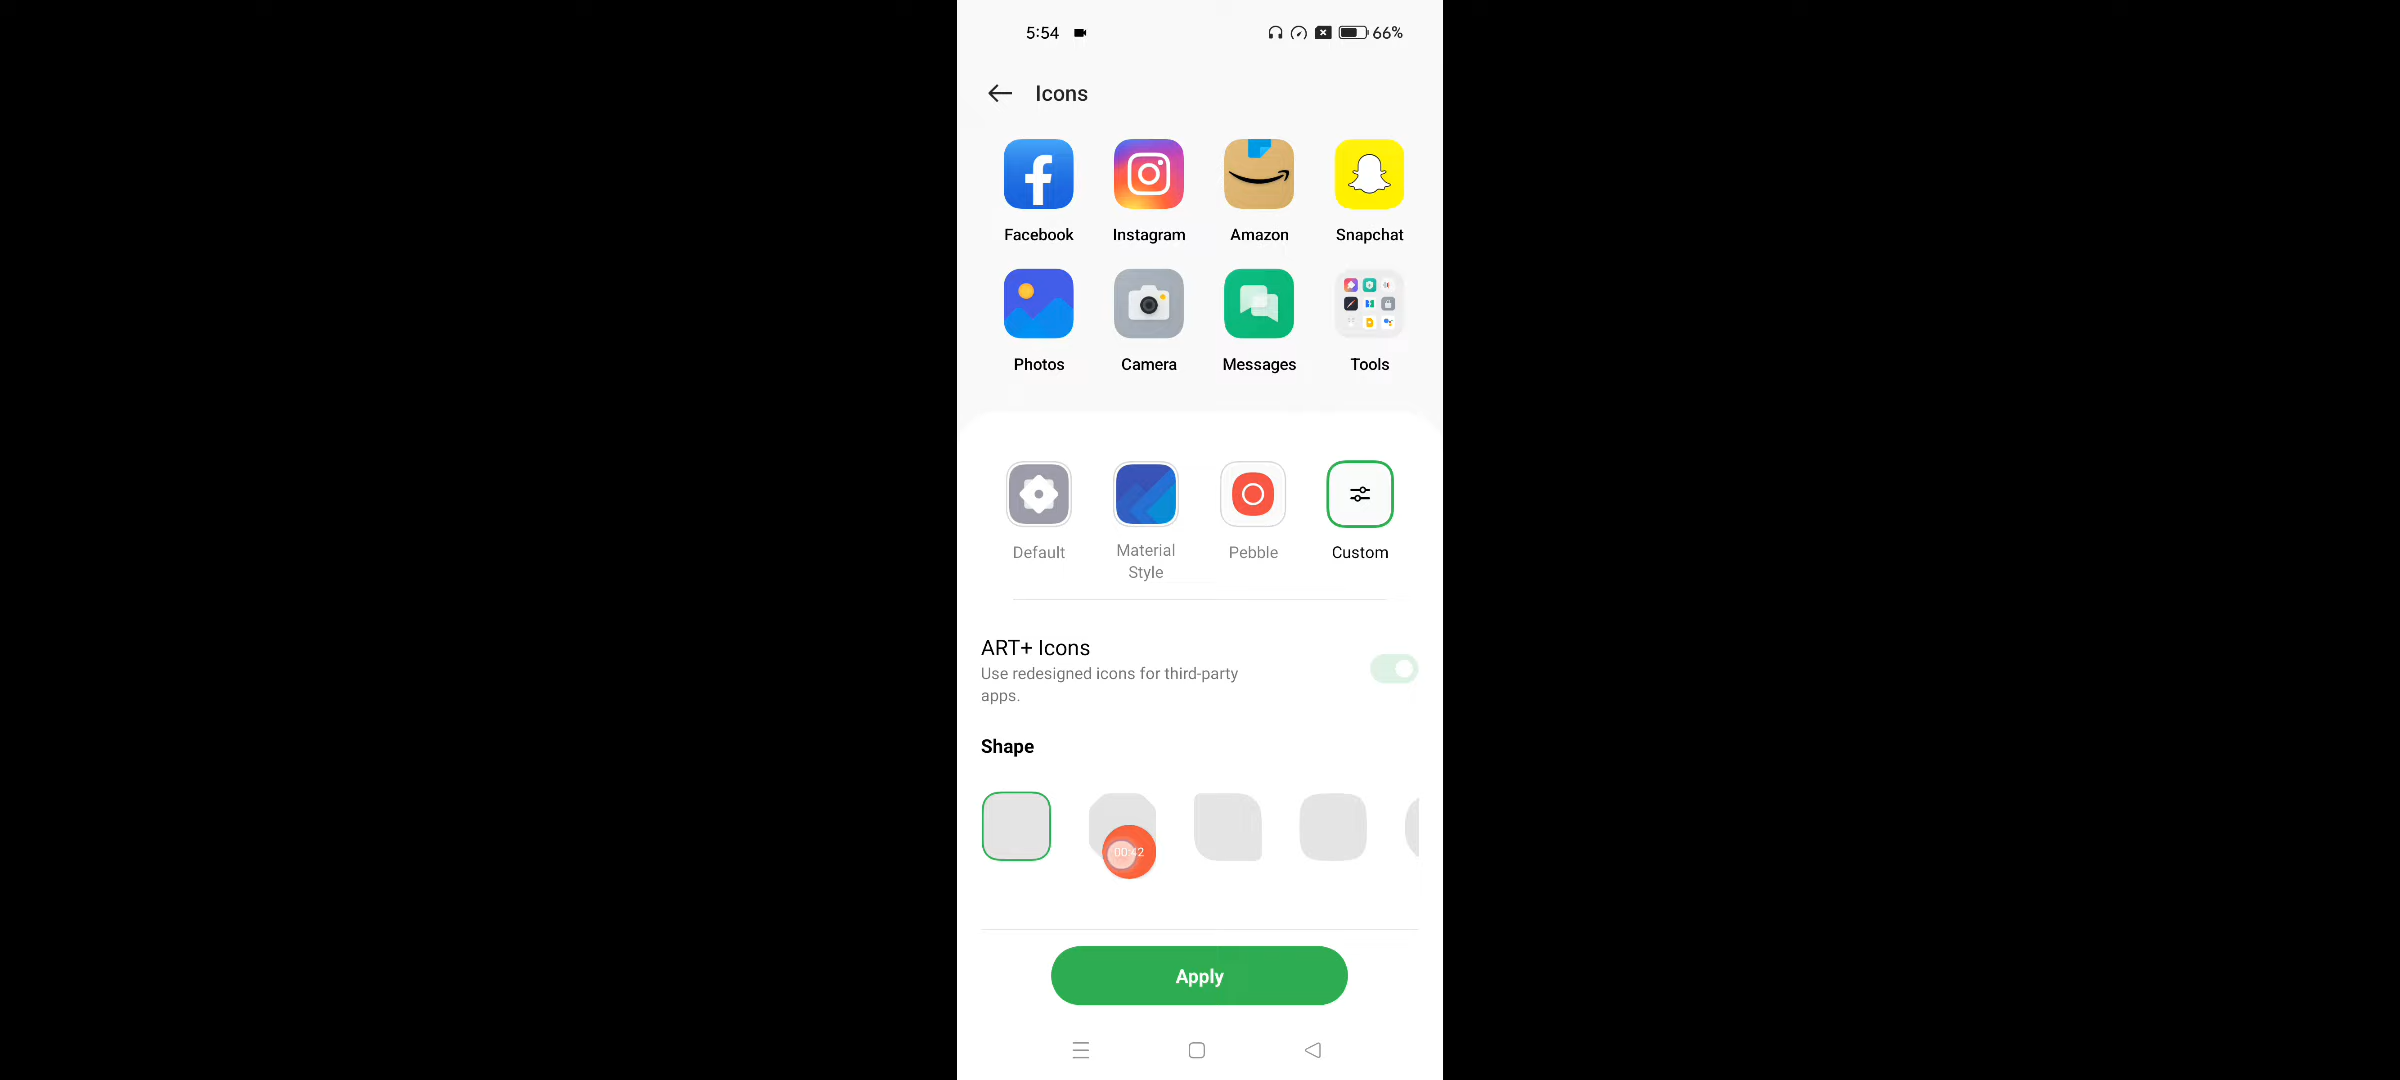 5:54
66%
Icons
Facebook Instagram Amazon Snapchat
Photos Camera Messages Tools
Default Material Style Pebble Custom
ART+ Icons
Use redesigned icons for third-party
apps.
Shape
00:42
Apply